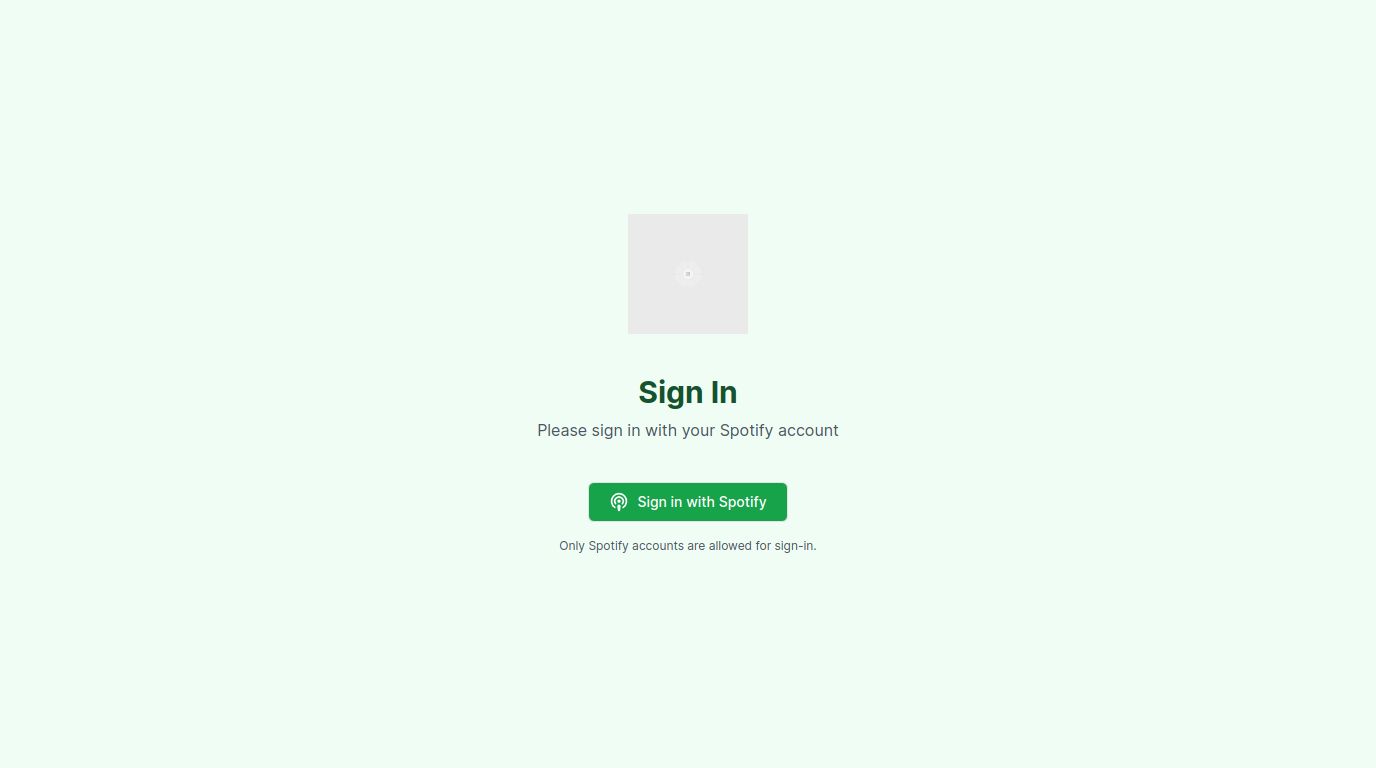 Sign In
Please sign in with your Spotify account
Sign in with Spotify
Only Spotify accounts are allowed for sign-in.